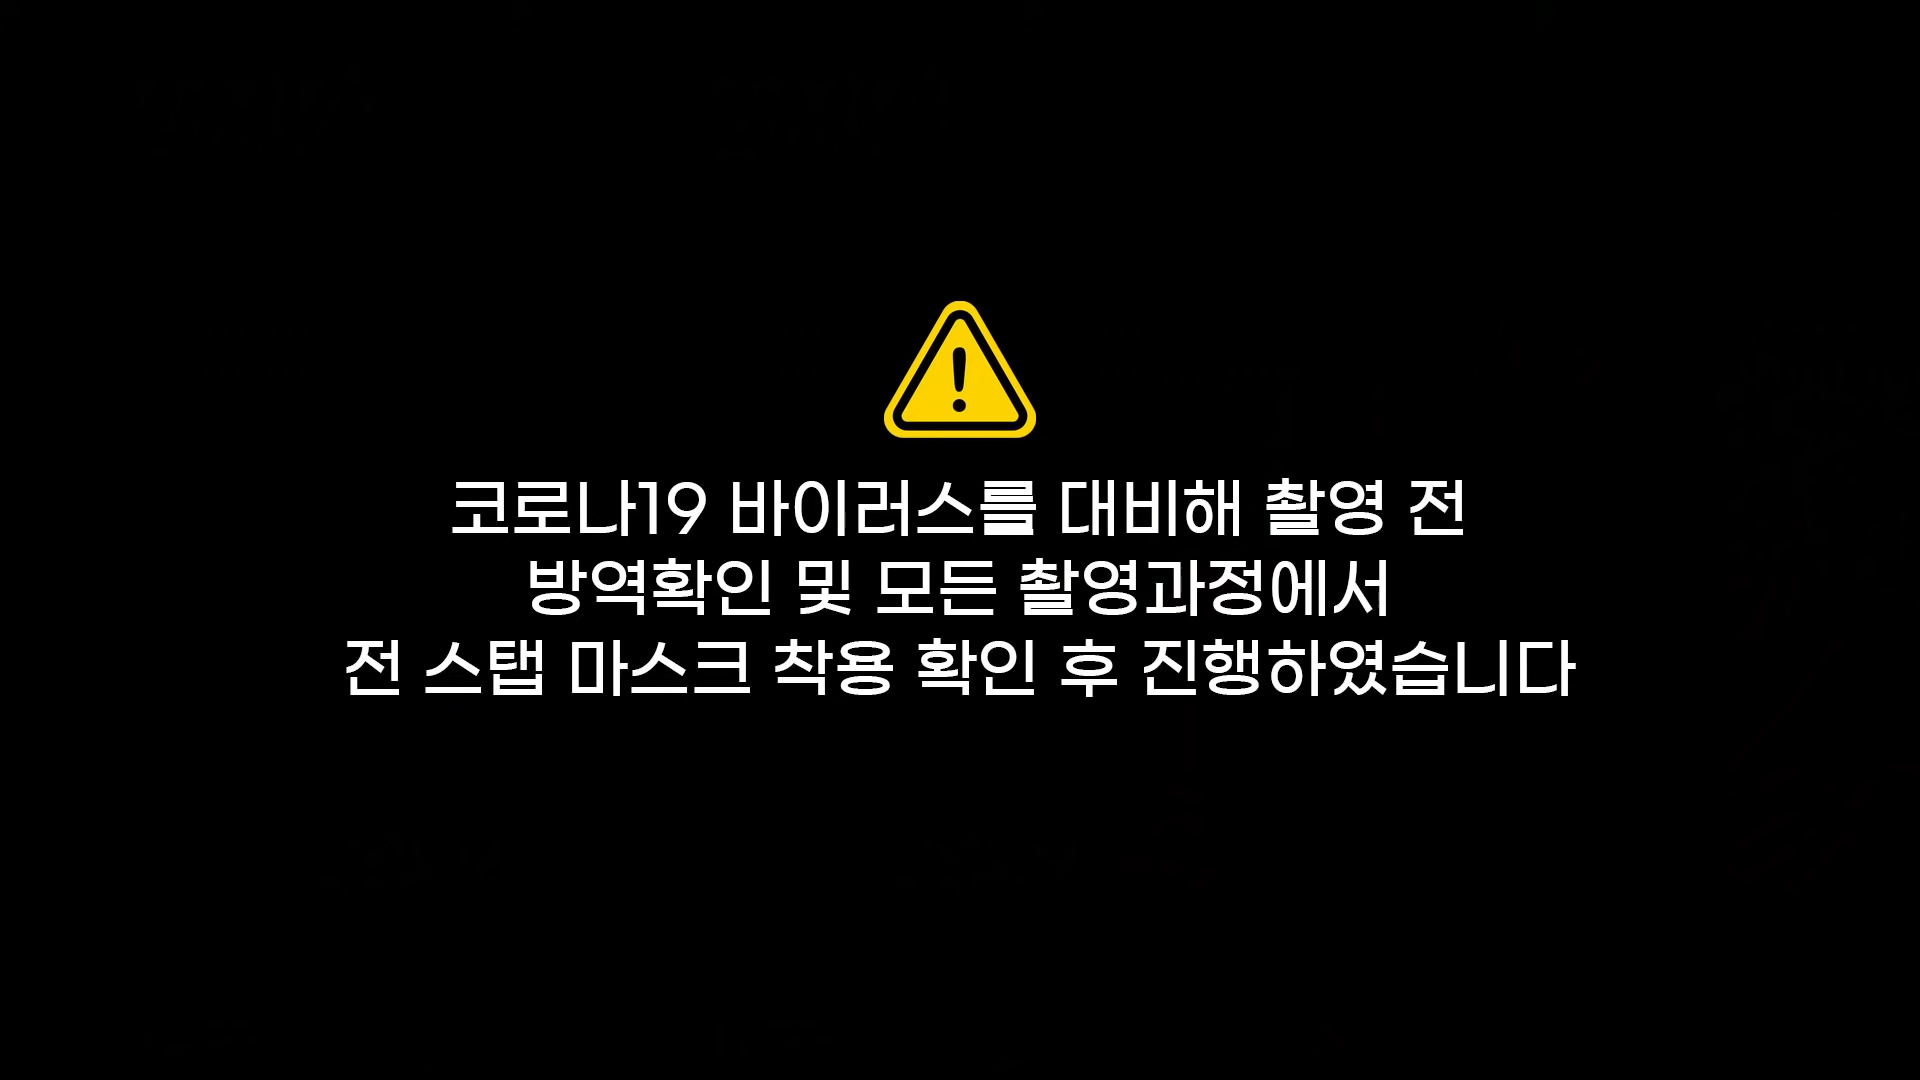 코로나19 바이러스를 대비해 촬영 전
방역확인 및 모든 촬영과정에서
전 스탭 마스크 착용 확인 후 진행하였습니다